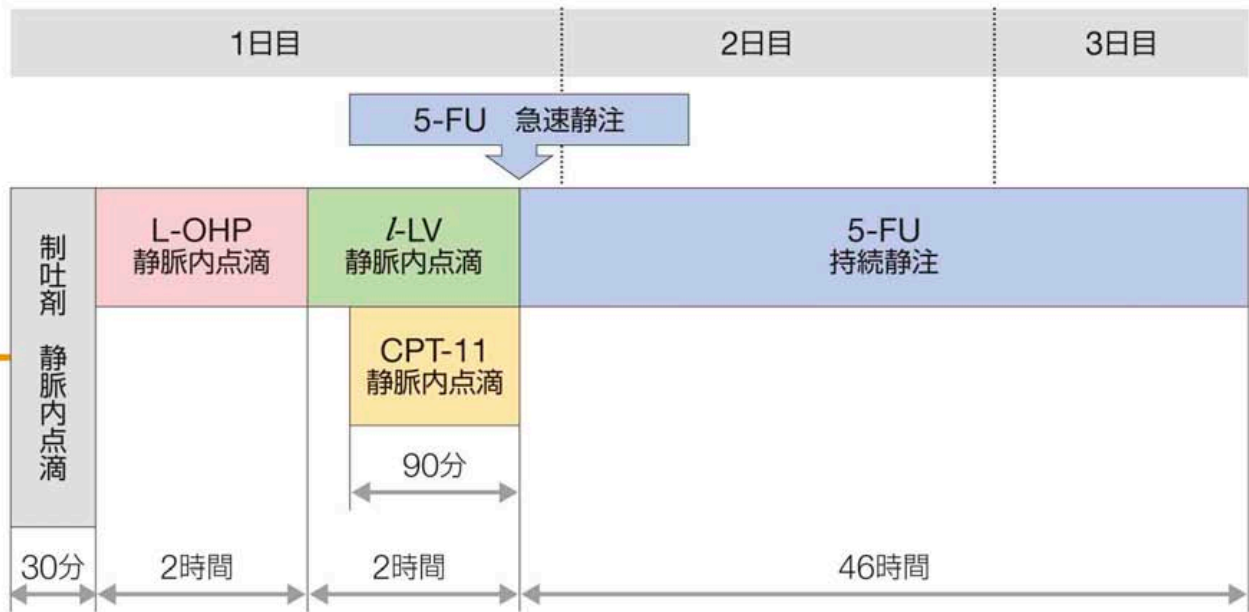 1日目
2日目
3日目
5-FU 急速静注
制吐剤 静脈内点滴
L-OHP
静脈内点滴
l-LV
静脈内点滴
5-FU
持続静注
CPT-11
静脈内点滴
90分
30分
2時間
2時間
46時間